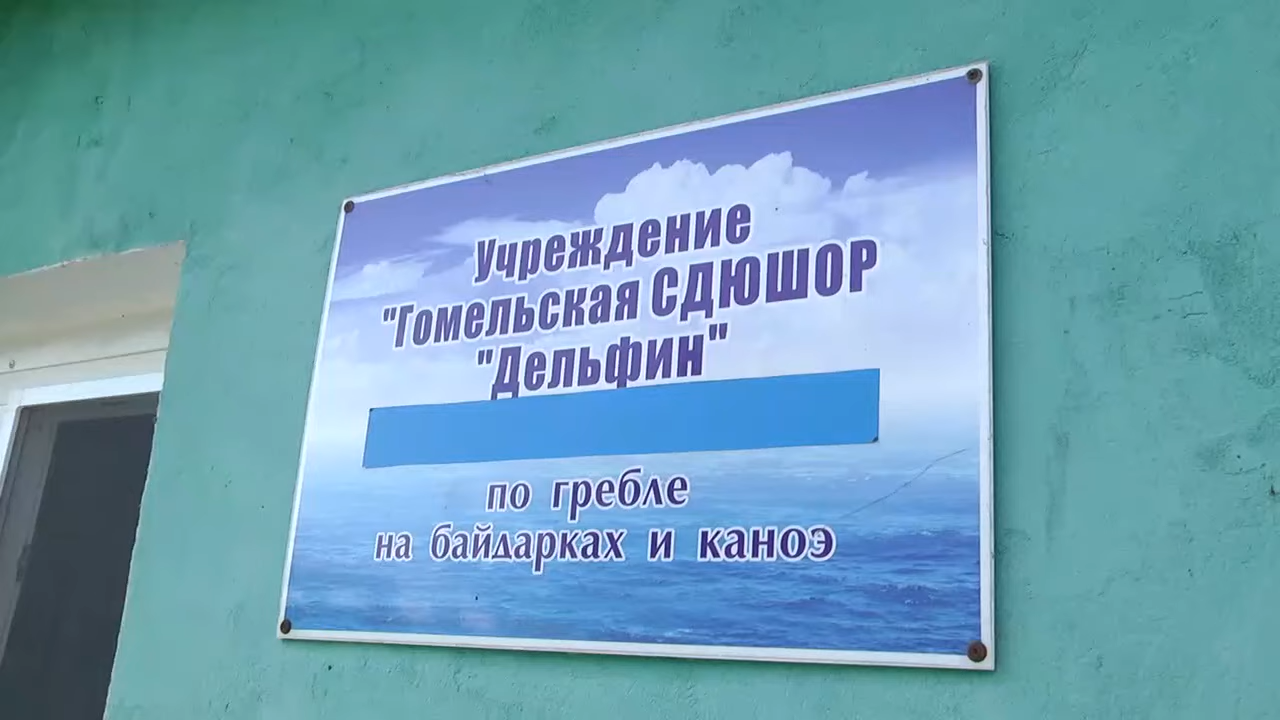 Учреждение
"Гомельская СДЮШОР
"Дельфин"
по гребле
на байдарках и каноэ